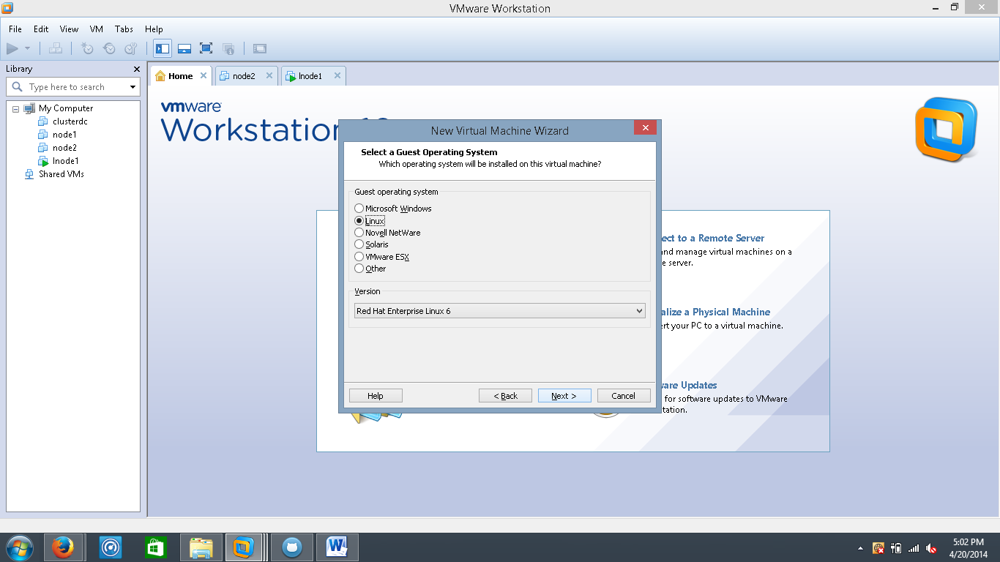 VMware Workstation
File Edit View VM Tabs Help
Library
Type here to search
My Computer
clusterdc
node1
node2
lnode1
Shared VMs
Home
node2
lnode1
vmware
Workstation
New Virtual Machine Wizard
Select a Guest Operating System
Which operating system will be installed on this virtual machine?
Guest operating system
Microsoft Windows
Linux
Novell NetWare
Solaris
VMware ESX
Other
Version
Red Hat Enterprise Linux 6
Help
< Back
Next >
Cancel
ect to a Remote Server
nd manage virtual machines on a
e server.
alize a Physical Machine
ert your PC to a virtual machine.
are Updates
for software updates to VMware
tation.
5:02 PM
4/20/2014